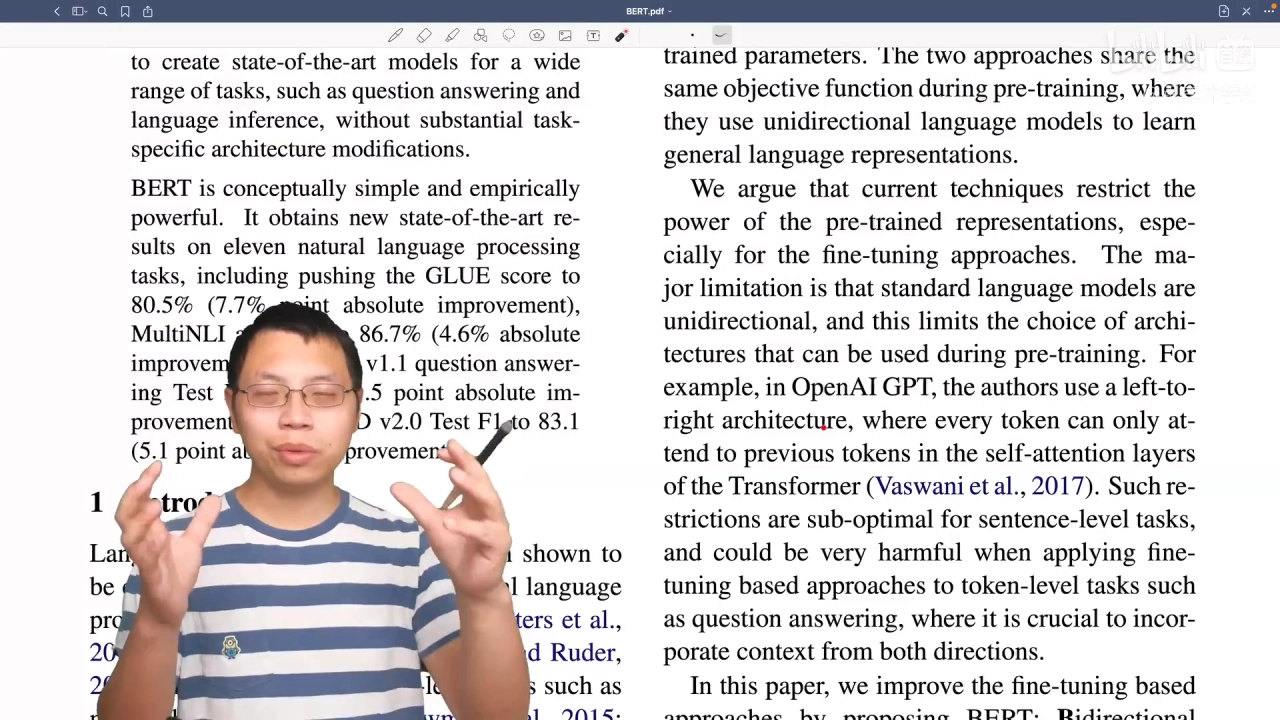 BERT.pdf
to create state-of-the-art models for a wide
range of tasks, such as question answering and
language inference, without substantial task-
specific architecture modifications.
BERT is conceptually simple and empirically
powerful. It obtains new state-of-the-art re-
sults on eleven natural language processing
tasks, including pushing the GLUE score to
80.5% (7.7% point absolute improvement),
MultiNLI 86.7% (4.6% absolute
v1.1 question answer-
ing Test .5 point absolute im-
v2.0 Test F1 to 83.1
(5.1 point
1
shown to
be language
ters et al.,
Ruder,
such as
2015;
trained parameters. The two approaches share the
same objective function during pre-training, where
they use unidirectional language models to learn
general language representations.
We argue that current techniques restrict the
power of the pre-trained representations, espe-
cially for the fine-tuning approaches. The ma-
jor limitation is that standard language models are
unidirectional, and this limits the choice of archi-
tectures that can be used during pre-training. For
example, in OpenAI GPT, the authors use a left-to-
right architecture, where every token can only at-
tend to previous tokens in the self-attention layers
of the Transformer (Vaswani et al., 2017). Such re-
strictions are sub-optimal for sentence-level tasks,
and could be very harmful when applying fine-
tuning based approaches to token-level tasks such
as question answering, where it is crucial to incor-
porate context from both directions.
In this paper, we improve the fine-tuning based
approaches by proposing BERT: Bidirectional